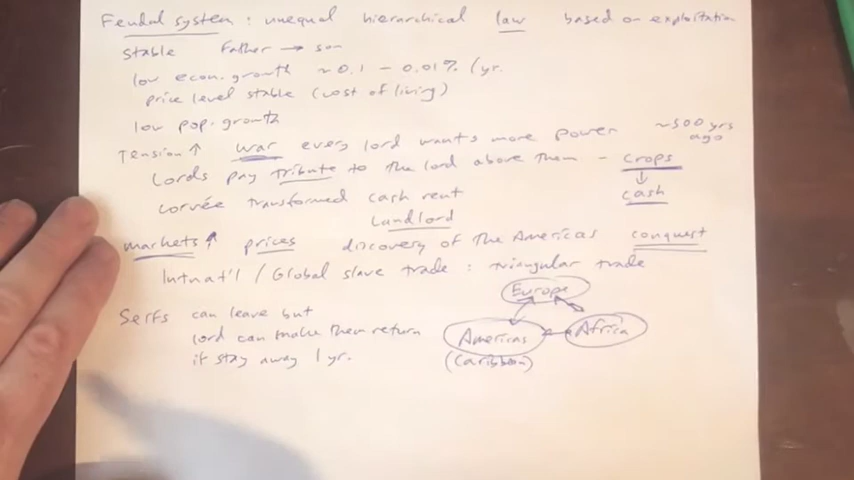 Feudal system : unequal hierarchical law based on exploitation
stable Father → son
low econ. growth ~0.1 - 0.01% /yr.
price level stable (cost of living)
low pop. growth
Tension ↑ war every lord wants more power ~500 yrs ago
Lords pay tribute to the lord above them - crops
↓
corvée transformed cash rent cash
Landlord
markets ↑ prices discovery of the Americas conquest
Intnat'l / Global slave trade : triangular trade
Europe
Serfs can leave but
lord can make them return Americas Africa
if stay away 1 yr. (Caribbean)